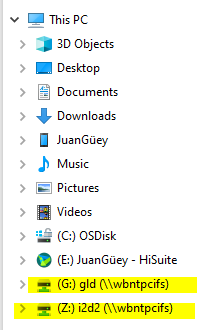 This PC
3D Objects
Desktop
Documents
Downloads
JuanGüey
Music
Pictures
Videos
(C:) OSDisk
(E:) JuanGüey - HiSuite
(G:) gld (\\wbntpcifs)
(Z:) i2d2 (\\wbntpcifs)